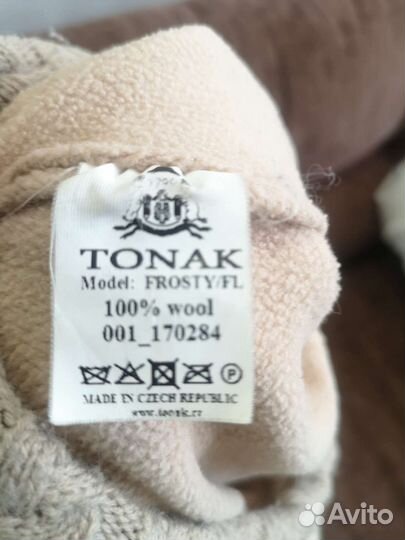 TONAK
Model: FROSTY/FL
100% wool
001_170284
P
MADE IN CZECH REPUBLIC
www.tonak.cz
Avito